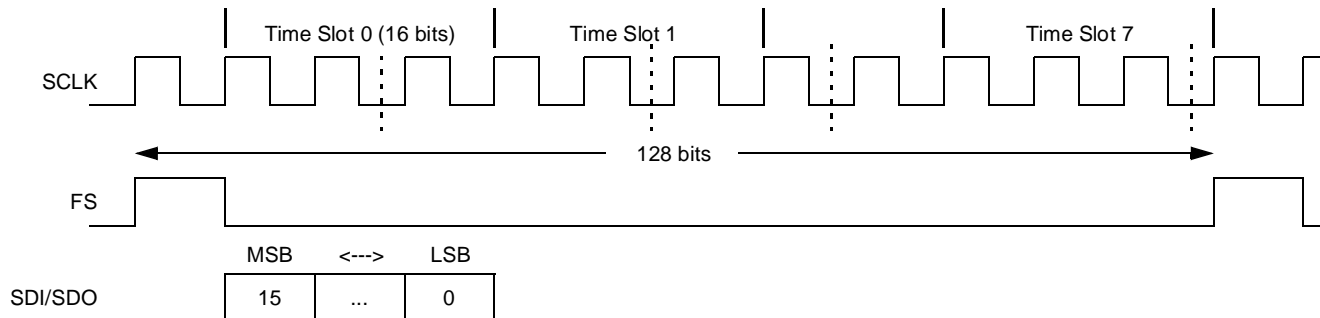 Time Slot 0 (16 bits) Time Slot 1 Time Slot 7
SCLK
128 bits
FS
MSB <---> LSB
SDI/SDO 15 ... 0